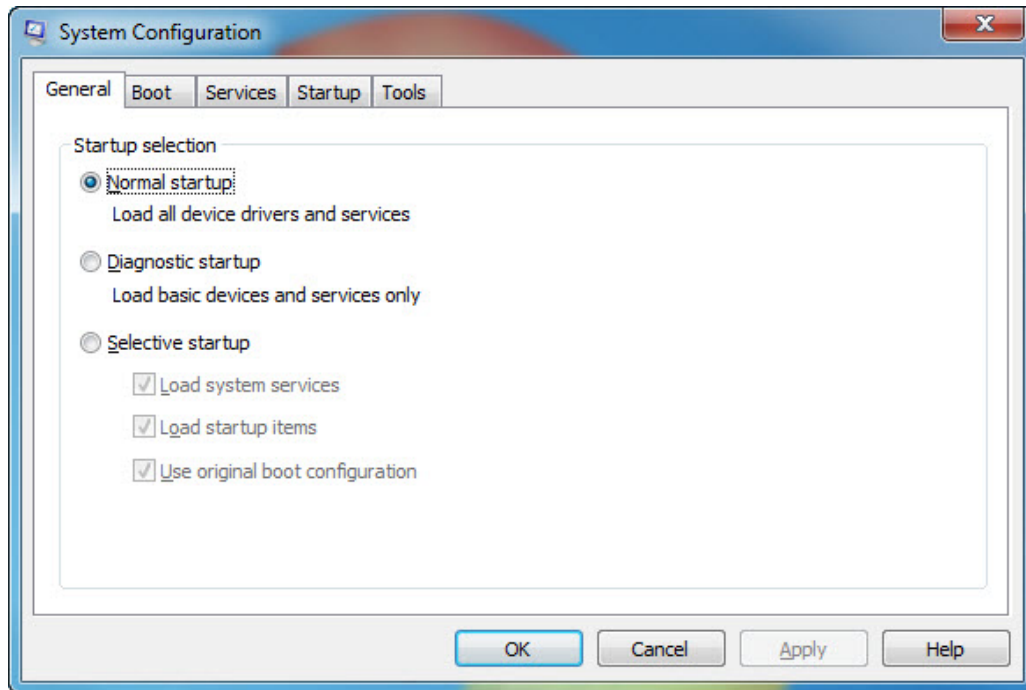 System Configuration
General Boot Services Startup Tools
Startup selection
Normal startup
Load all device drivers and services
Diagnostic startup
Load basic devices and services only
Selective startup
Load system services
Load startup items
Use original boot configuration
OK Cancel Apply Help